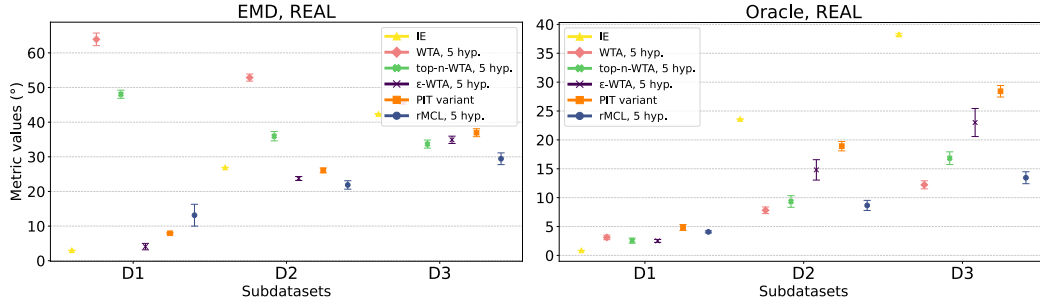 EMD, REAL
Metric values (°)
60
50
40
30
20
10
0
IE
WTA, 5 hyp.
top-n-WTA, 5 hyp.
ε-WTA, 5 hyp.
PIT variant
rMCL, 5 hyp.
D1
D2
D3
Subdatasets
Oracle, REAL
40
35
30
25
20
15
10
5
0
IE
WTA, 5 hyp.
top-n-WTA, 5 hyp.
ε-WTA, 5 hyp.
PIT variant
rMCL, 5 hyp.
D1
D2
D3
Subdatasets